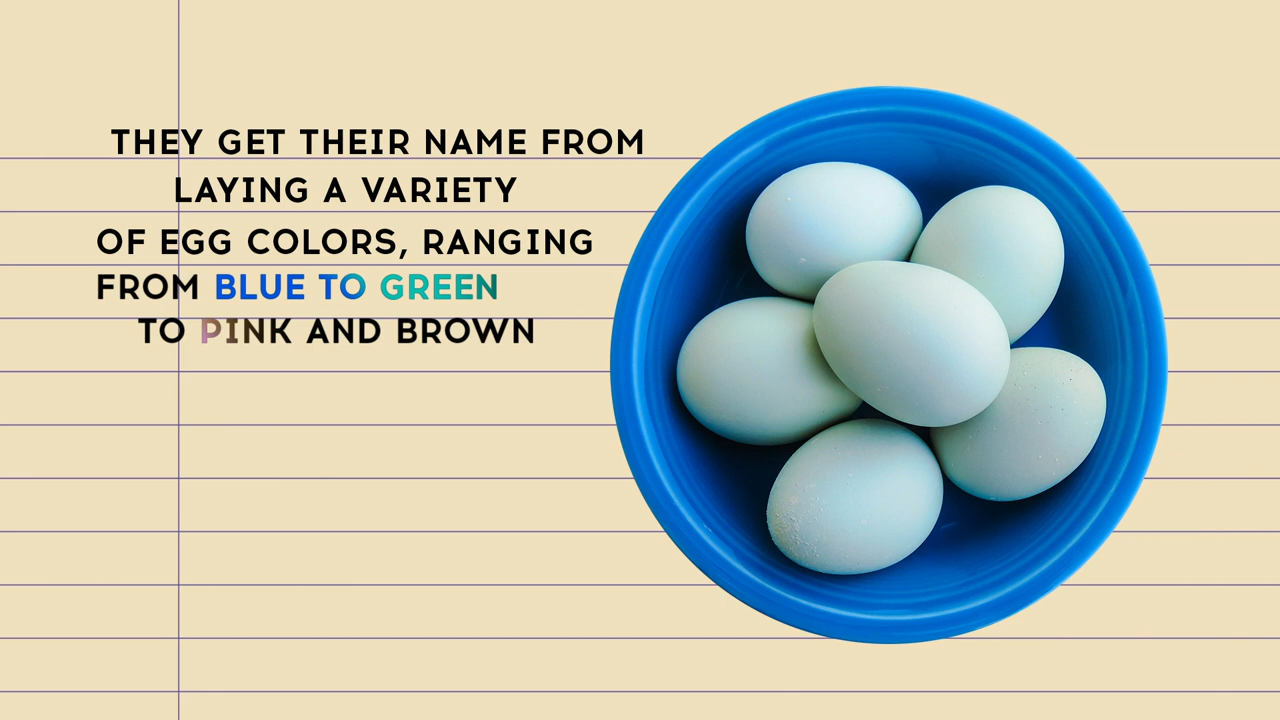 THEY GET THEIR NAME FROM
LAYING A VARIETY
OF EGG COLORS, RANGING
FROM BLUE TO GREEN
TO PINK AND BROWN